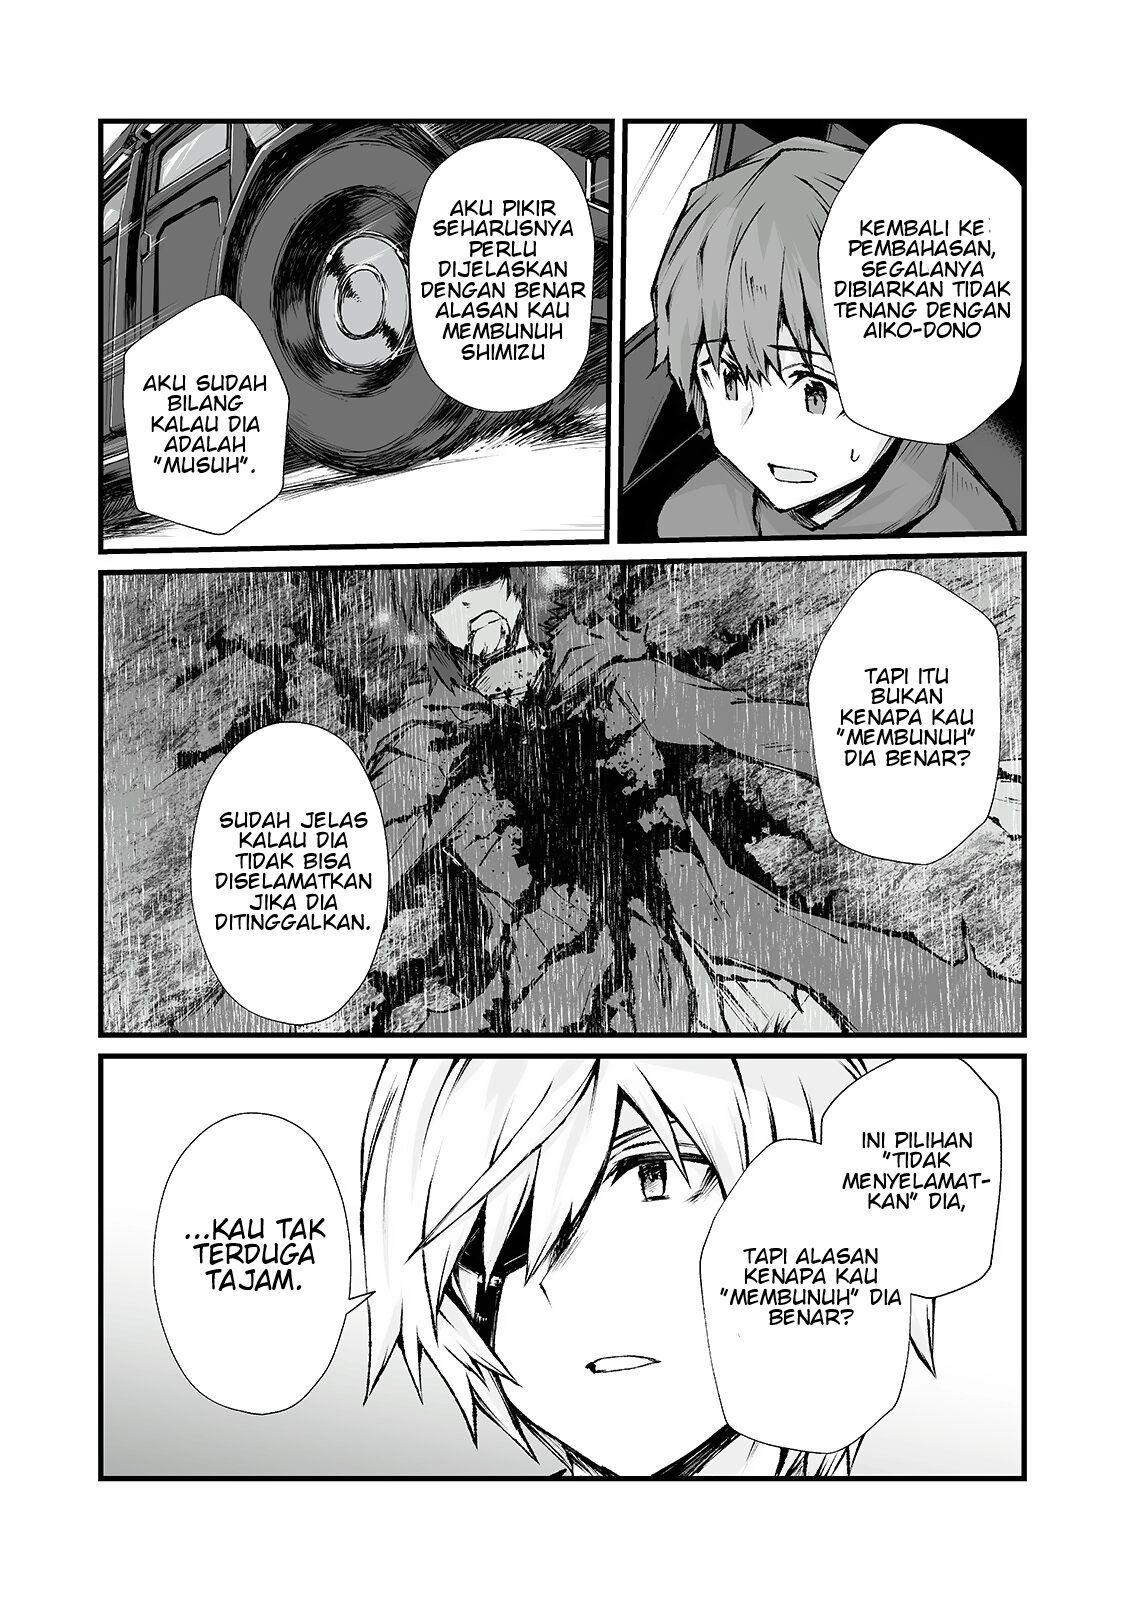 KEMBALI KE
PEMBAHASAN,
SEGALANYA
DIBIARKAN TIDAK
TENANG DENGAN
AIKO-DONO
AKU PIKIR
SEHARUSNYA
PERLU
DIJELASKAN
DENGAN BENAR
ALASAN KAU
MEMBUNUH
SHIMIZU
AKU SUDAH
BILANG
KALAU DIA
ADALAH
"MUSUH".
TAPI ITU
BUKAN
KENAPA KAU
"MEMBUNUH"
DIA BENAR?
SUDAH JELAS
KALAU DIA
TIDAK BISA
DISELAMATKAN
JIKA DIA
DITINGGALKAN.
INI PILIHAN
"TIDAK
MENYELAMAT-
KAN" DIA,
TAPI ALASAN
KENAPA KAU
"MEMBUNUH" DIA
BENAR?
...KAU TAK
TERDUGA
TAJAM.